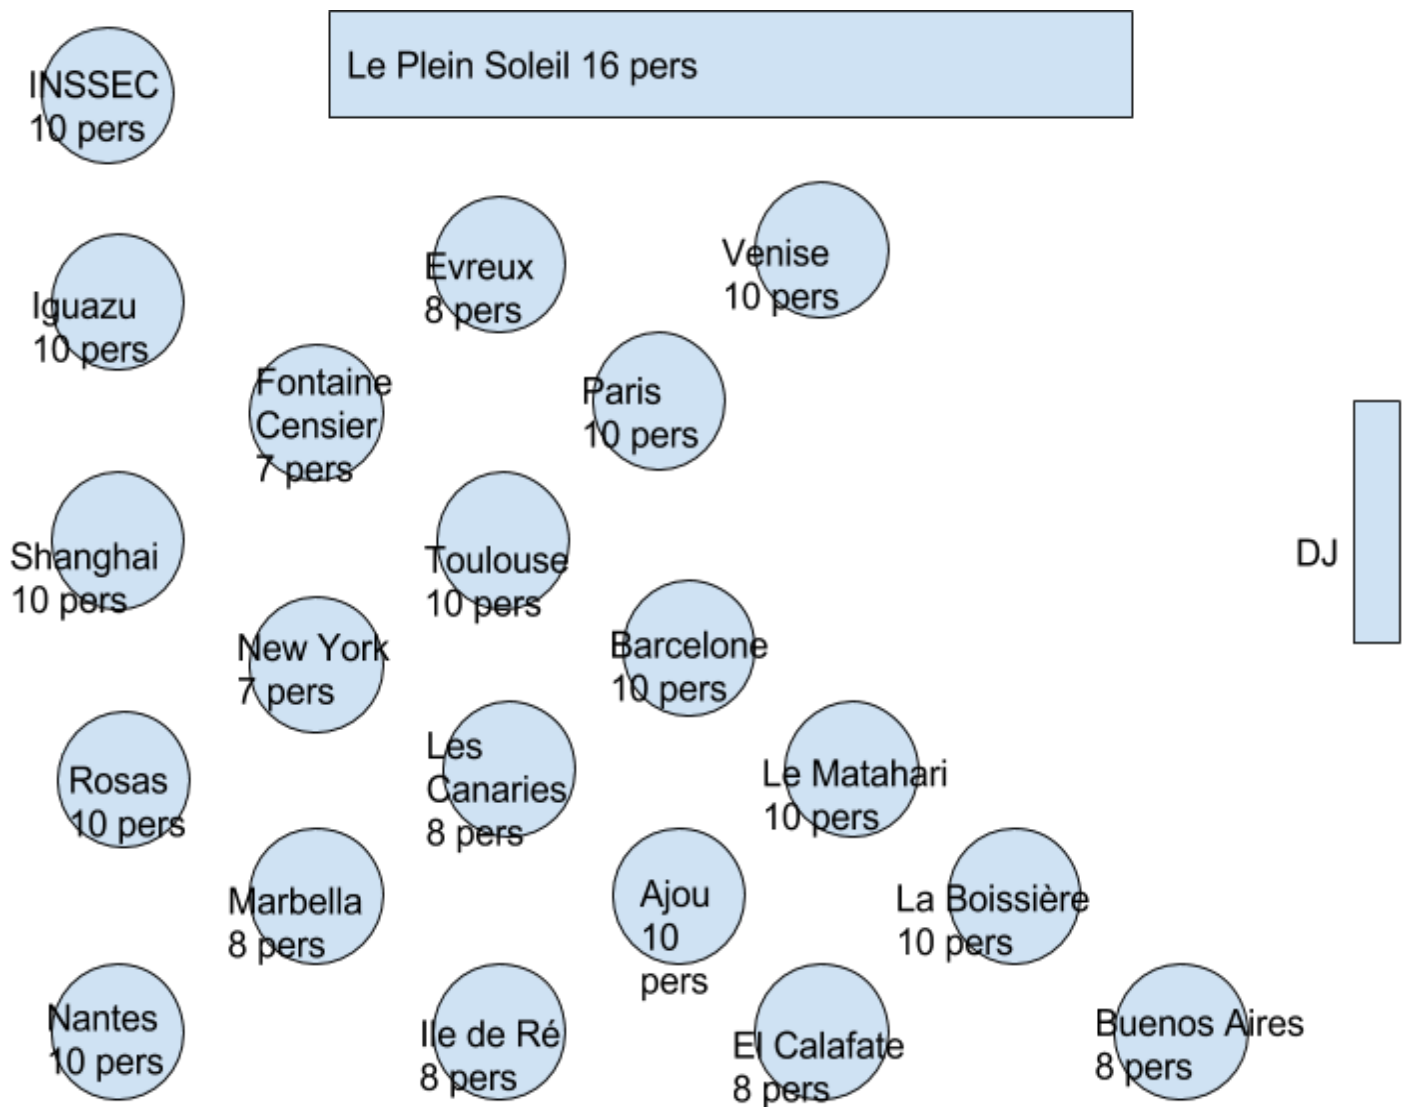 INSSEC
10 pers
Le Plein Soleil 16 pers
Iguazu
10 pers
Evreux
8 pers
Venise
10 pers
Fontaine
Censier
7 pers
Paris
10 pers
Shanghai
10 pers
Toulouse
10 pers
DJ
New York
7 pers
Barcelone
10 pers
Rosas
10 pers
Les
Canaries
8 pers
Le Matahari
10 pers
Marbella
8 pers
Ajou
10
pers
La Boissière
10 pers
Nantes
10 pers
Ile de Ré
8 pers
El Calafate
8 pers
Buenos Aires
8 pers